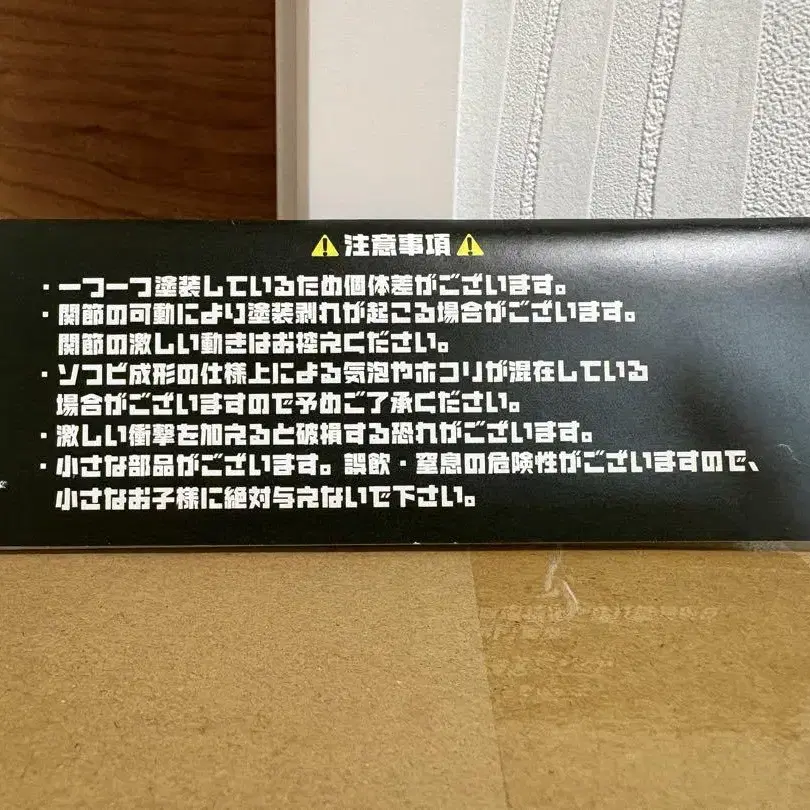 ⚠注意事項⚠
・一つ一つ塗装しているため個体差がございます。
・関節の可動により塗装剥れが起こる場合がございます。
関節の激しい動きはお控えください。
・ソフビ成形の仕様上による気泡やホコリが混在している
場合がございますので予めご了承ください。
・激しい衝撃を加えると破損する恐れがございます。
・小さな部品がございます。誤飲・窒息の危険性がございますので、
小さなお子様に絶対与えないで下さい。